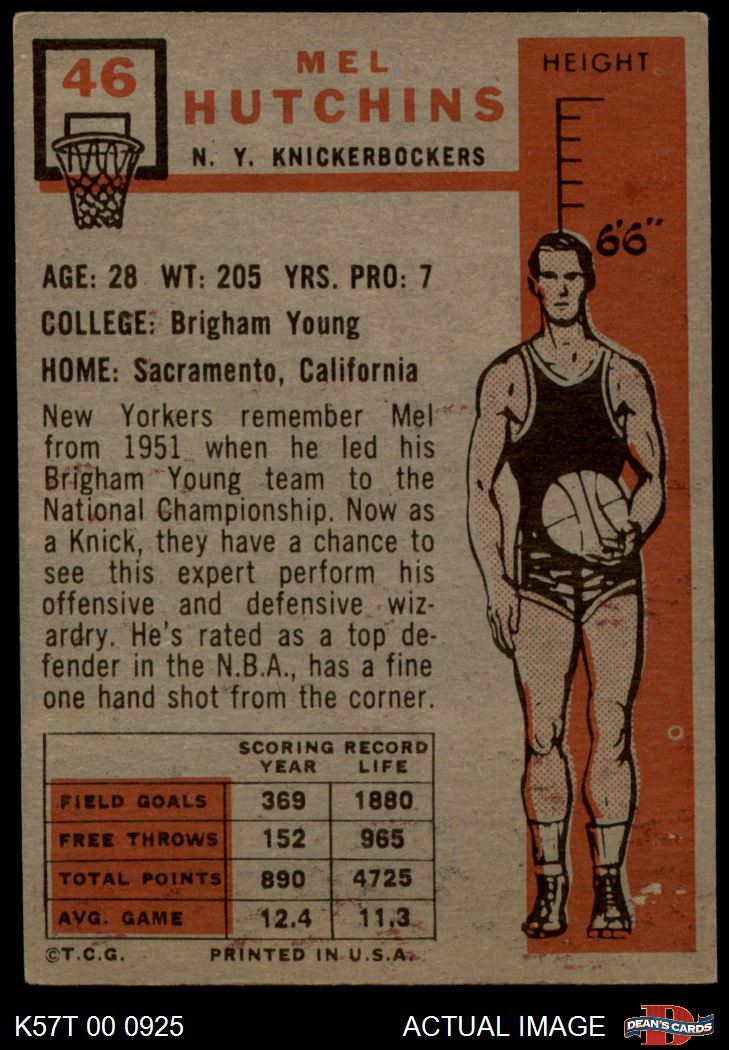 46
MEL
HUTCHINS
N. Y. KNICKERBOCKERS
HEIGHT
6'6"
AGE: 28 WT: 205 YRS. PRO: 7
COLLEGE: Brigham Young
HOME: Sacramento, California
New Yorkers remember Mel
from 1951 when he led his
Brigham Young team to the
National Championship. Now as
a Knick, they have a chance to
see this expert perform his
offensive and defensive wiz-
ardry. He's rated as a top de-
fender in the N.B.A., has a fine
one hand shot from the corner.
SCORING RECORD
YEAR LIFE
FIELD GOALS 369 1880
FREE THROWS 152 965
TOTAL POINTS 890 4725
AVG. GAME 12.4 11.3
©T.C.G. PRINTED IN U.S.A.
K57T 00 0925 ACTUAL IMAGE DEAN'S CARDS